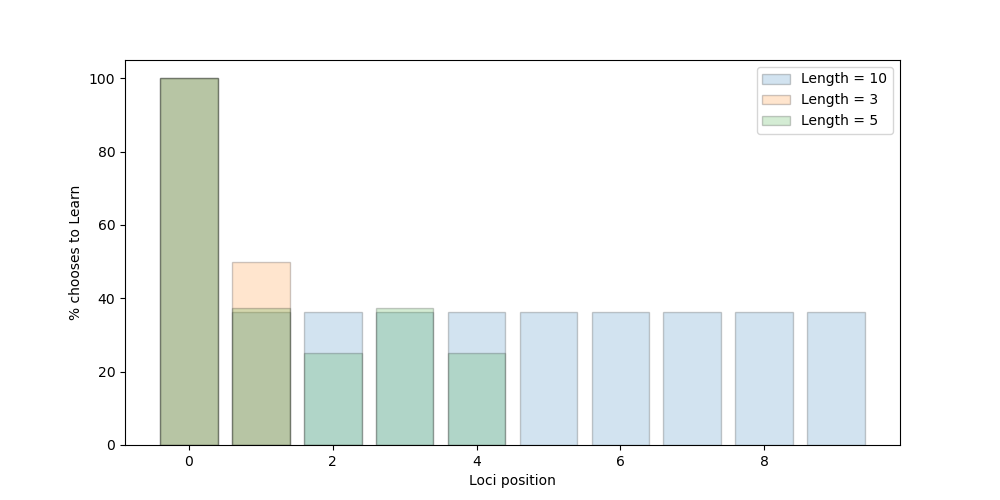 Length = 10
Length = 3
Length = 5
100
80
60
40
20
0
% chooses to Learn
0 2 4 6 8
Loci position